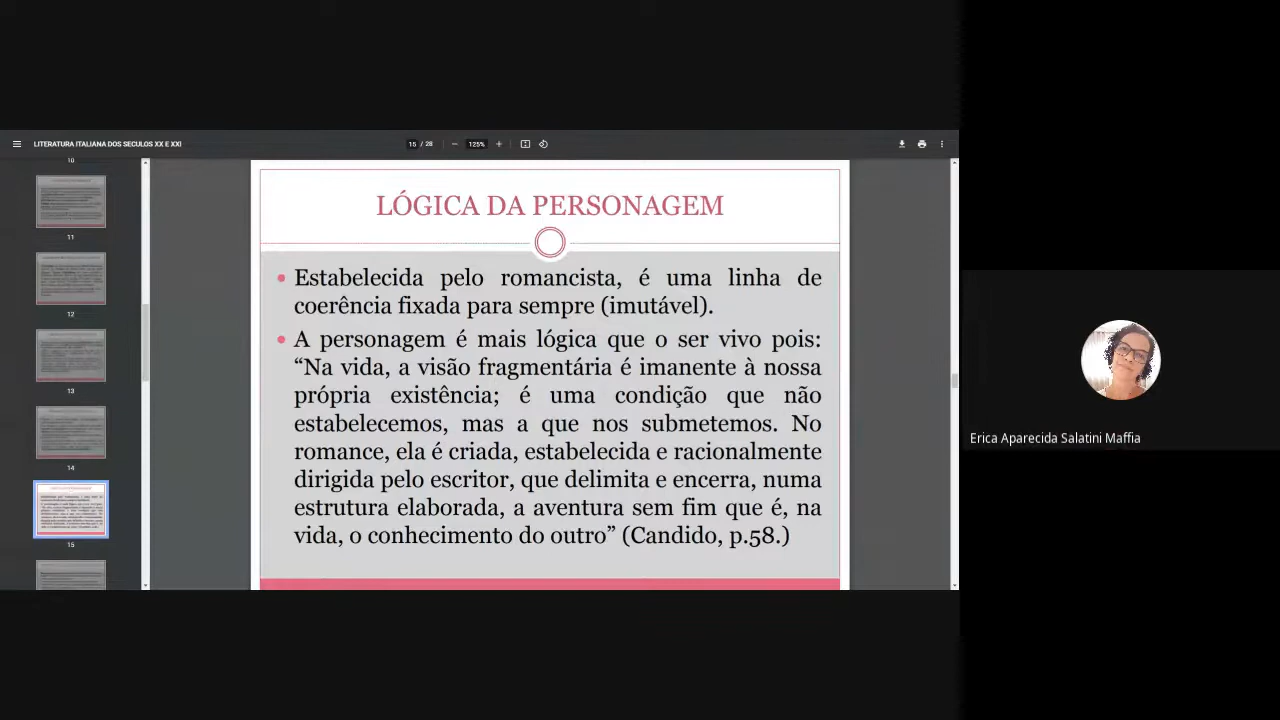 LITERATURA ITALIANA DOS SECULOS XX E XXI
15 / 28
125%
10
11
12
13
14
15
LÓGICA DA PERSONAGEM
Estabelecida pelo romancista, é uma linha de
coerência fixada para sempre (imutável).
A personagem é mais lógica que o ser vivo pois:
“Na vida, a visão fragmentária é imanente à nossa
própria existência; é uma condição que não
estabelecemos, mas a que nos submetemos. No
romance, ela é criada, estabelecida e racionalmente
dirigida pelo escritor, que delimita e encerra, numa
estrutura elaborada, a aventura sem fim que é, na
vida, o conhecimento do outro” (Candido, p.58.)
Erica Aparecida Salatini Maffia